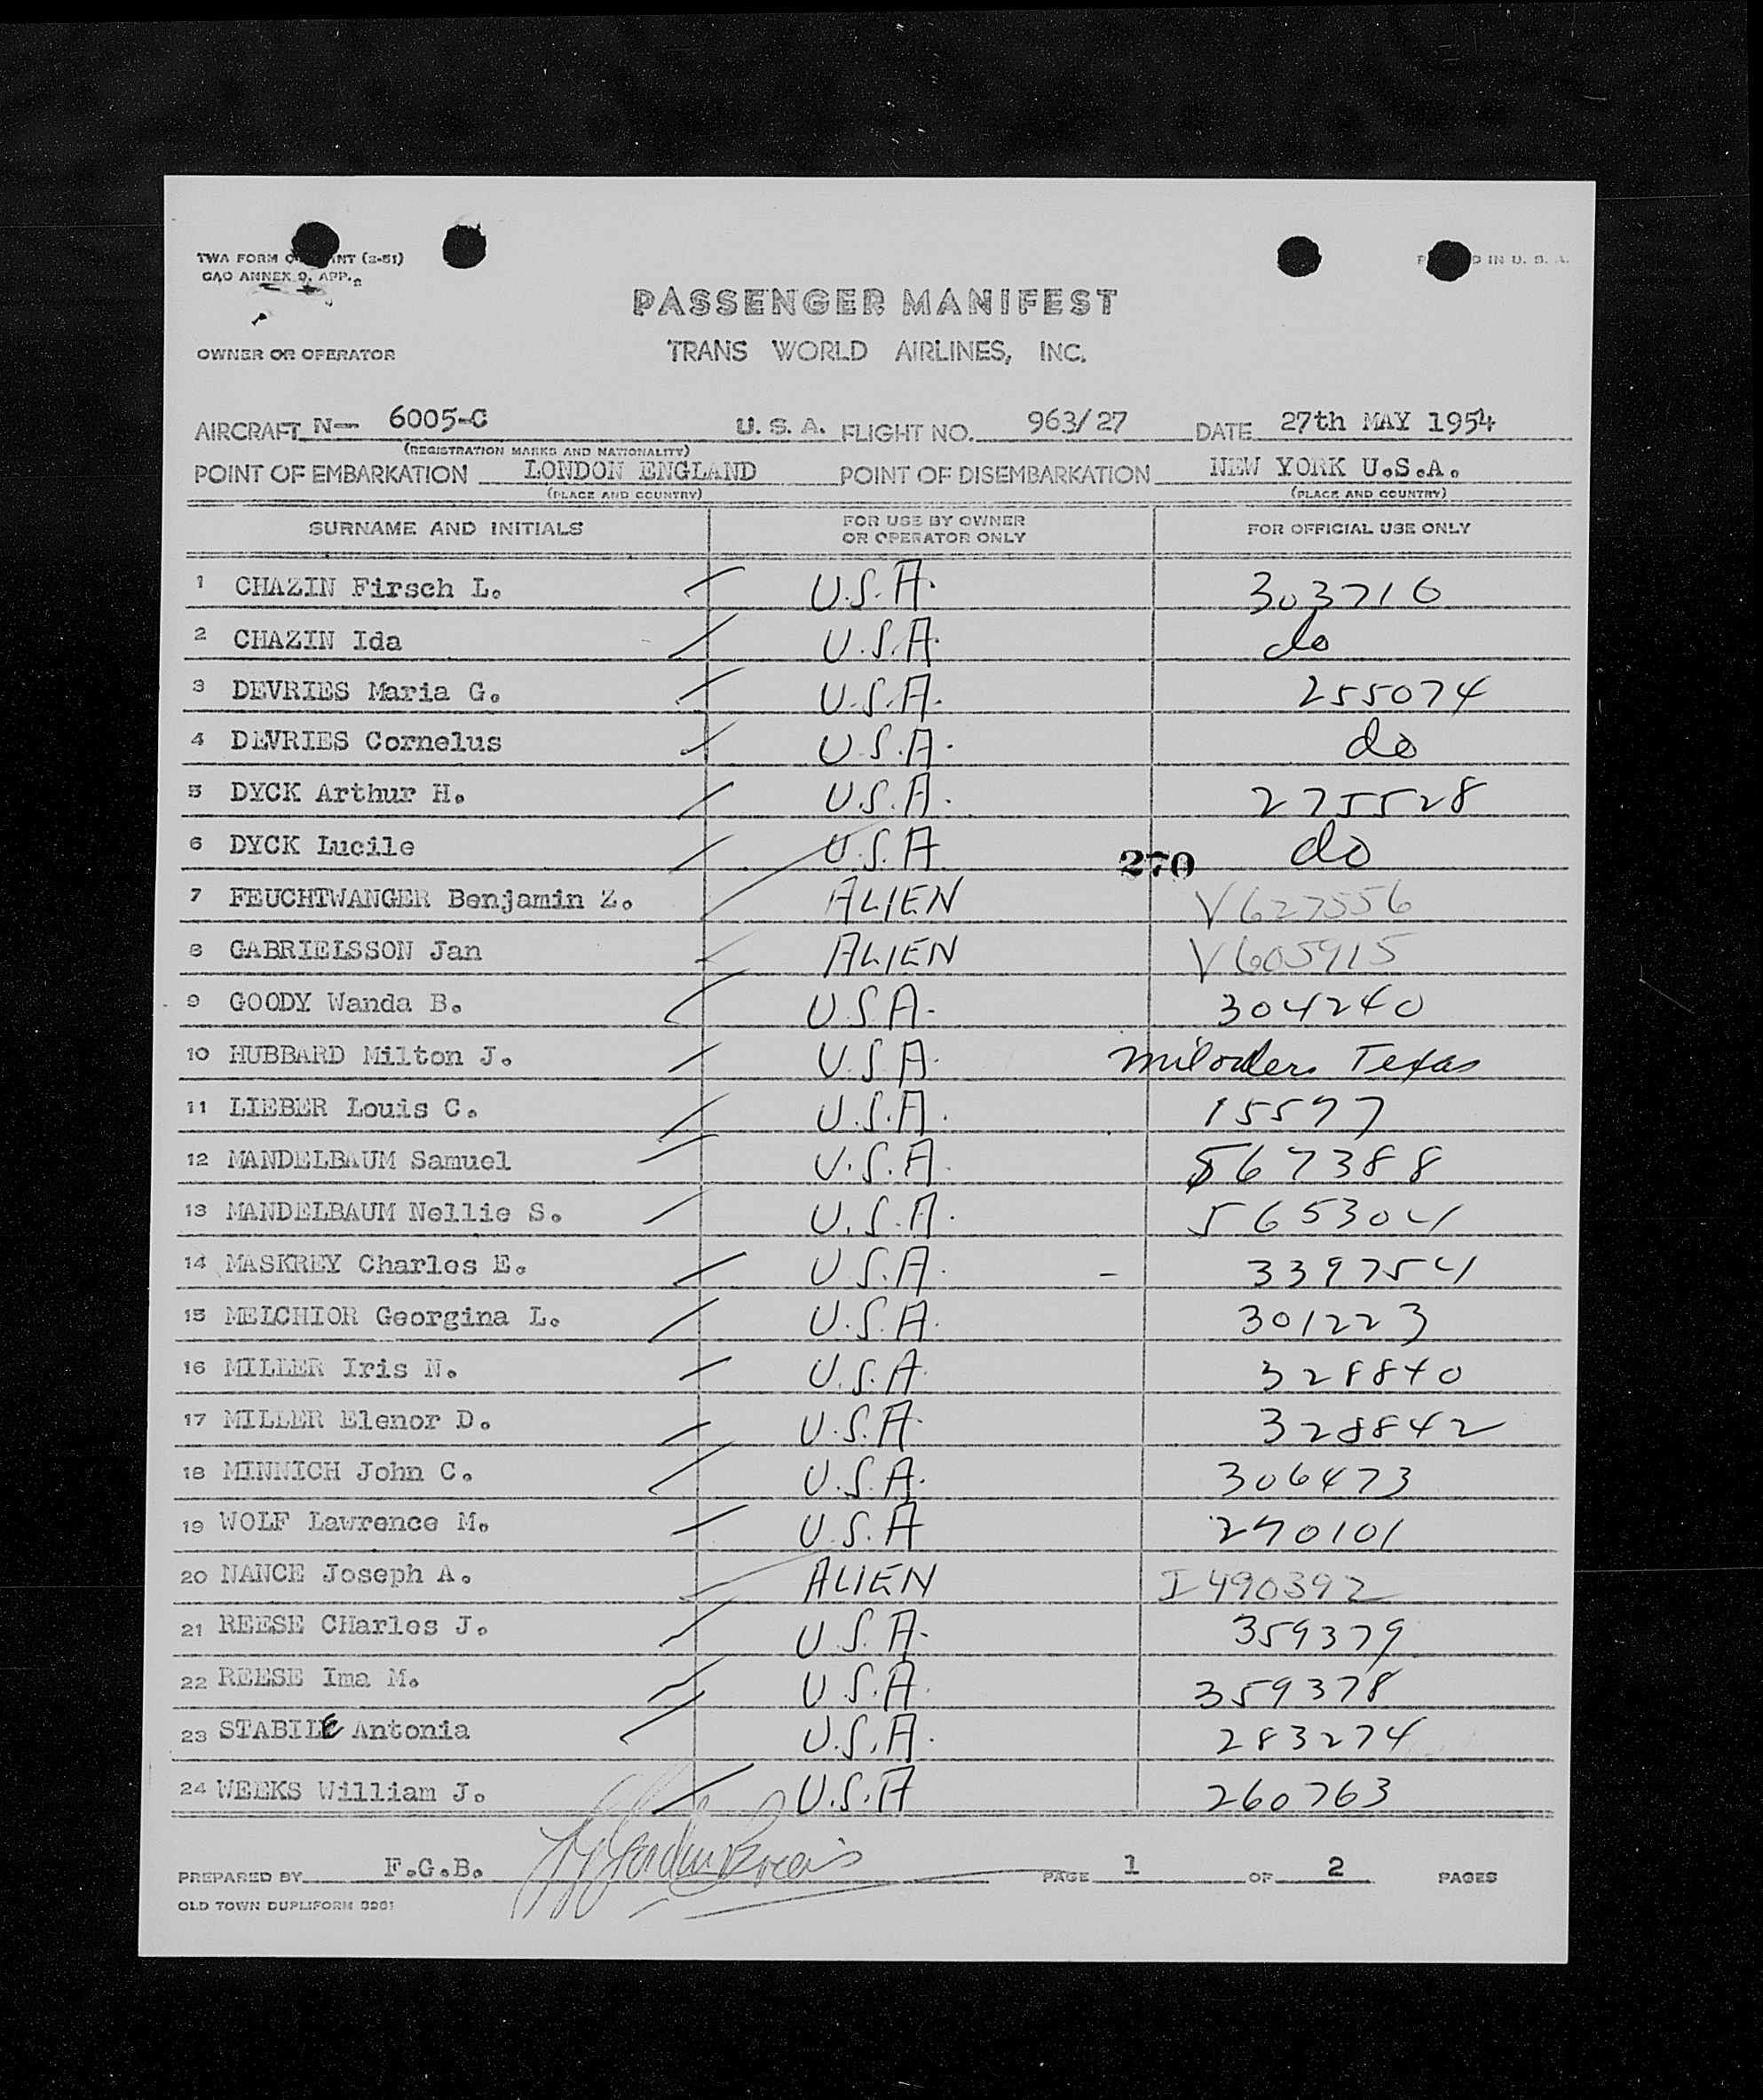 TWA FORM INT (2-51)
CAO ANNEX 9, APP.
D IN U. S. A.
PASSENGER MANIFEST
OWNER OR OPERATOR
TRANS WORLD AIRLINES, INC.
AIRCRAFT N- 6005-C U. S. A. FLIGHT NO. 963/27 DATE 27th MAY 1954
(REGISTRATION MARKS AND NATIONALITY)
POINT OF EMBARKATION LONDON ENGLAND POINT OF DISEMBARKATION NEW YORK U.S.A.
(PLACE AND COUNTRY) (PLACE AND COUNTRY)
SURNAME AND INITIALS FOR USE BY OWNER OR OPERATOR ONLY FOR OFFICIAL USE ONLY
1 CHAZIN Firsch L. U.S.A. 303716
2 CHAZIN Ida U.S.A. do
3 DEVRIES Maria G. U.S.A. 255074
4 DEVRIES Cornelus U.S.A. do
5 DYCK Arthur H. U.S.A. 275528
6 DYCK Lucile U.S.A do
270
7 FEUCHTWANGER Benjamin Z. ALIEN V627556
8 GABRIELSSON Jan ALIEN V605915
9 GOODY Wanda B. U.S.A. 304240
10 HUBBARD Milton J. U.S.A. Texas
11 LIEBER Louis C. U.S.A. 15597
12 MANDELBAUM Samuel U.S.A. 567388
13 MANDELBAUM Nellie S. U.S.A. 565304
14 MASKREY Charles E. U.S.A. - 339754
15 MELCHIOR Georgina L. U.S.A. 301223
16 MILLER Iris N. U.S.A. 328840
17 MILLER Elenor D. U.S.A. 328842
18 MINNICH John C. U.S.A. 306473
19 WOLF Lawrence M. U.S.A 290101
20 NANCE Joseph A. ALIEN I-490392
21 REESE CHarles J. U.S.A. 359379
22 REESE Ima M. U.S.A. 359378
23 STABILE Antonia U.S.A. 283274
24 WEEKS William J. U.S.A 260763
PREPARED BY F.G.B. PAGE 1 OF 2 PAGES
OLD TOWN DUPLIFORM